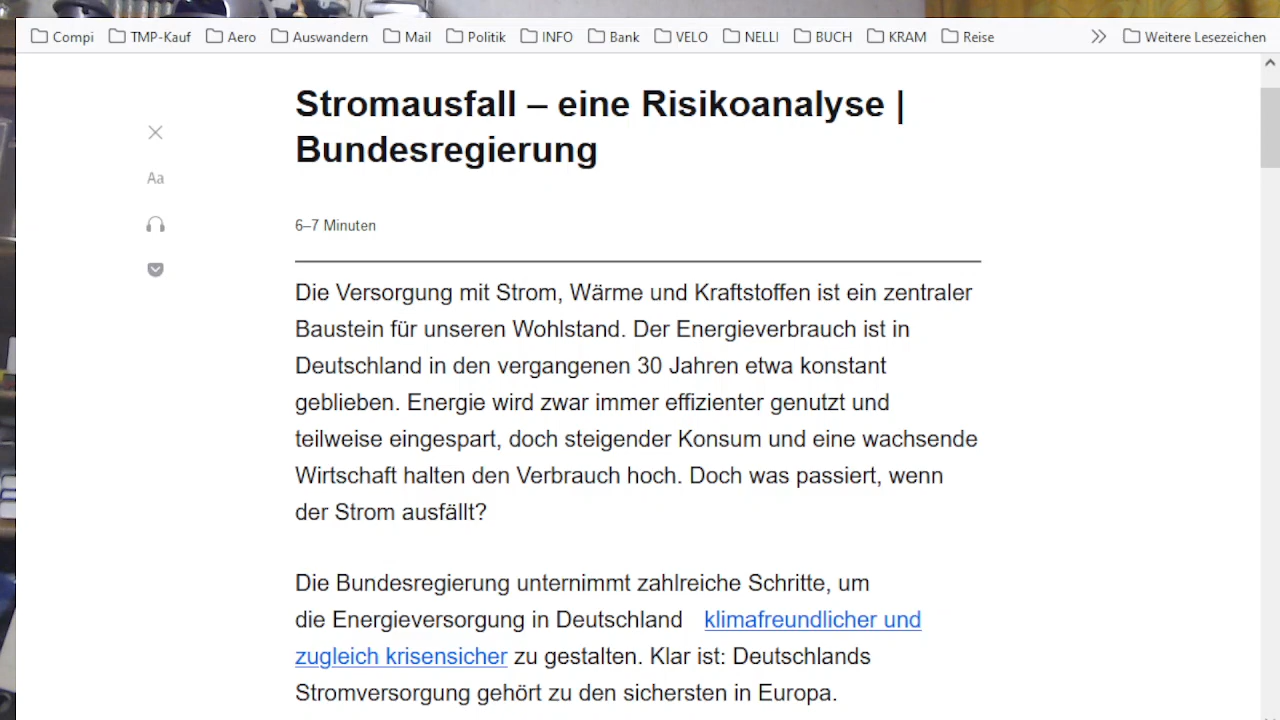 Compi TMP-Kauf Aero Auswandern Mail Politik INFO Bank VELO NELLI BUCH KRAM Reise Weitere Lesezeichen
Stromausfall – eine Risikoanalyse |
Bundesregierung
Aa
6–7 Minuten
Die Versorgung mit Strom, Wärme und Kraftstoffen ist ein zentraler
Baustein für unseren Wohlstand. Der Energieverbrauch ist in
Deutschland in den vergangenen 30 Jahren etwa konstant
geblieben. Energie wird zwar immer effizienter genutzt und
teilweise eingespart, doch steigender Konsum und eine wachsende
Wirtschaft halten den Verbrauch hoch. Doch was passiert, wenn
der Strom ausfällt?
Die Bundesregierung unternimmt zahlreiche Schritte, um
die Energieversorgung in Deutschland klimafreundlicher und
zugleich krisensicher zu gestalten. Klar ist: Deutschlands
Stromversorgung gehört zu den sichersten in Europa.